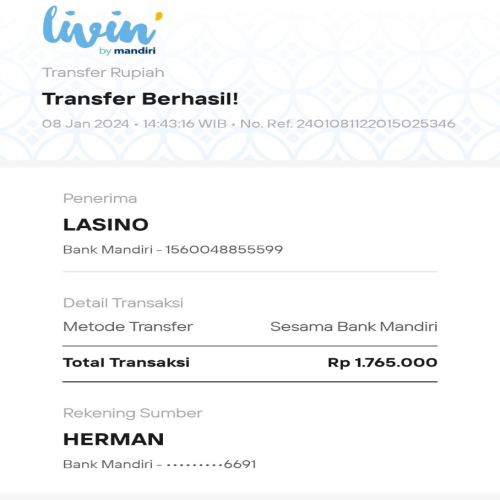 livin'
by mandiri
Transfer Rupiah
Transfer Berhasil!
08 Jan 2024 • 14:43:16 WIB • No. Ref. 2401081122015025346
Penerima
LASINO
Bank Mandiri - 1560048855599
Detail Transaksi
Metode Transfer Sesama Bank Mandiri
Total Transaksi Rp 1.765.000
Rekening Sumber
HERMAN
Bank Mandiri - •••••••••6691